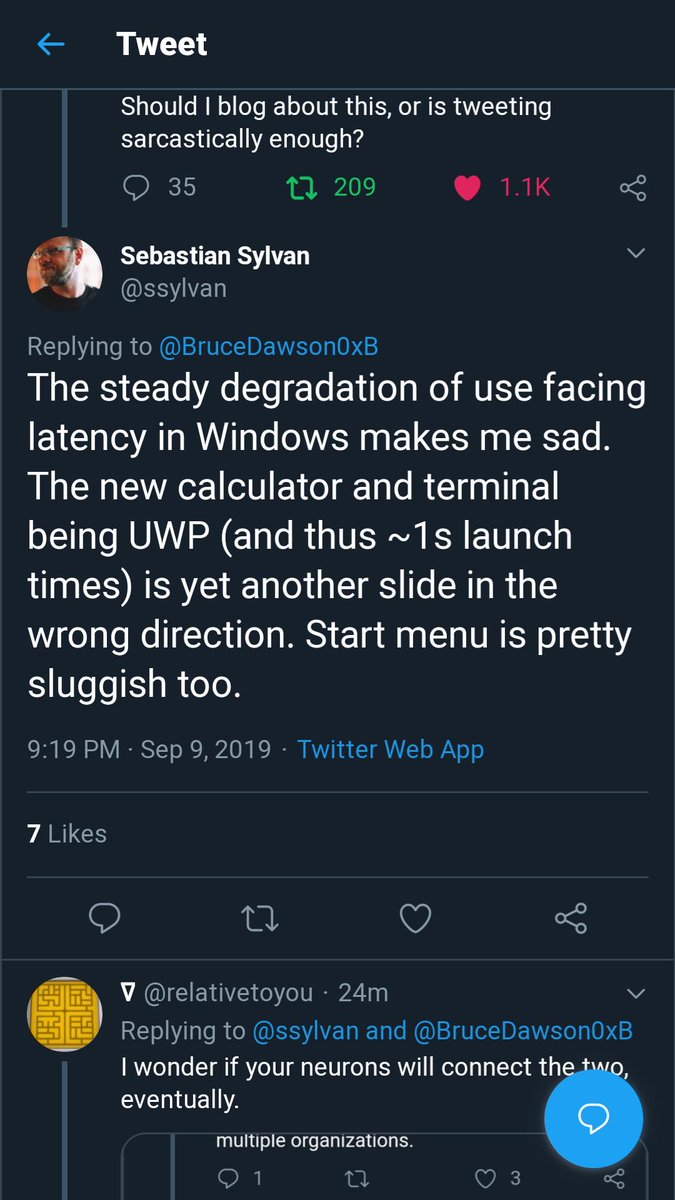 Tweet
Should I blog about this, or is tweeting
sarcastically enough?
35 209 1.1K
Sebastian Sylvan
@ssylvan
Replying to @BruceDawson0xB
The steady degradation of use facing
latency in Windows makes me sad.
The new calculator and terminal
being UWP (and thus ~1s launch
times) is yet another slide in the
wrong direction. Start menu is pretty
sluggish too.
9:19 PM · Sep 9, 2019 · Twitter Web App
7 Likes
∇ @relativetoyou · 24m
Replying to @ssylvan and @BruceDawson0xB
I wonder if your neurons will connect the two,
eventually.
multiple organizations.
1 3